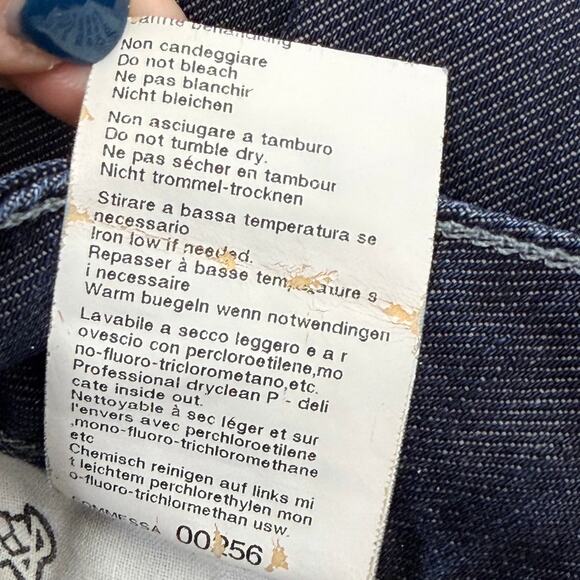 Non candeggiare
Do not bleach
Ne pas blanchir
Nicht bleichen
Non asciugare a tamburo
Do not tumble dry.
Ne pas sécher en tambour
Nicht trommel-trocknen
Stirare a bassa temperatura se
necessario
Iron low if needed.
Repasser à basse température s
i necessaire
Warm buegeln wenn notwendingen
Lavabile a secco leggero e a r
ovescio con percloroetilene,mo
no-fluoro-triclorometano,etc.
Professional dryclean P - deli
cate inside out.
Nettoyable à sec léger et sur
l'envers avec perchloroetilene
,mono-fluoro-trichloromethane
etc
Chemisch reinigen auf links mi
t leichtem perchlorethylen mon
o-fluoro-trichlormethan usw.
COMMESSA 00256